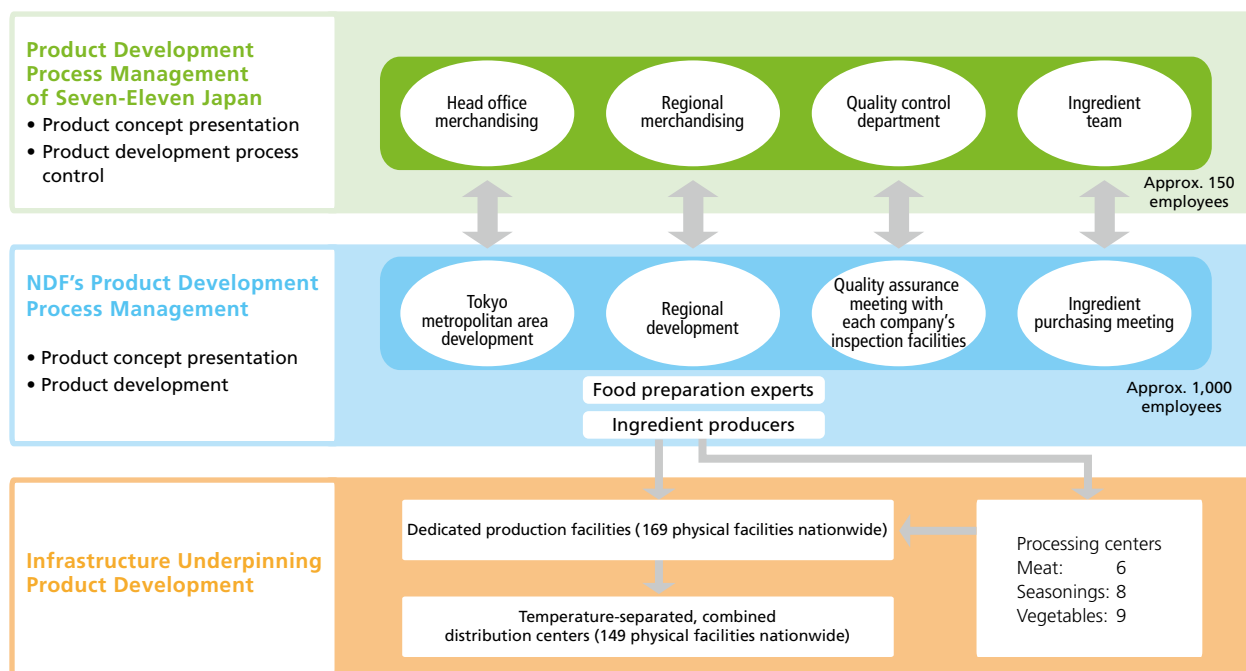 Product Development
Process Management
of Seven-Eleven Japan
• Product concept presentation
• Product development process
control
Head office
merchandising
Regional
merchandising
Quality control
department
Ingredient
team
Approx. 150
employees
NDF's Product Development
Process Management
• Product concept presentation
• Product development
Tokyo
metropolitan area
development
Regional
development
Quality assurance
meeting with
each company's
inspection facilities
Ingredient
purchasing meeting
Approx. 1,000
employees
Food preparation experts
Ingredient producers
Infrastructure Underpinning
Product Development
Dedicated production facilities (169 physical facilities nationwide)
Temperature-separated, combined
distribution centers (149 physical facilities nationwide)
Processing centers
Meat: 6
Seasonings: 8
Vegetables: 9